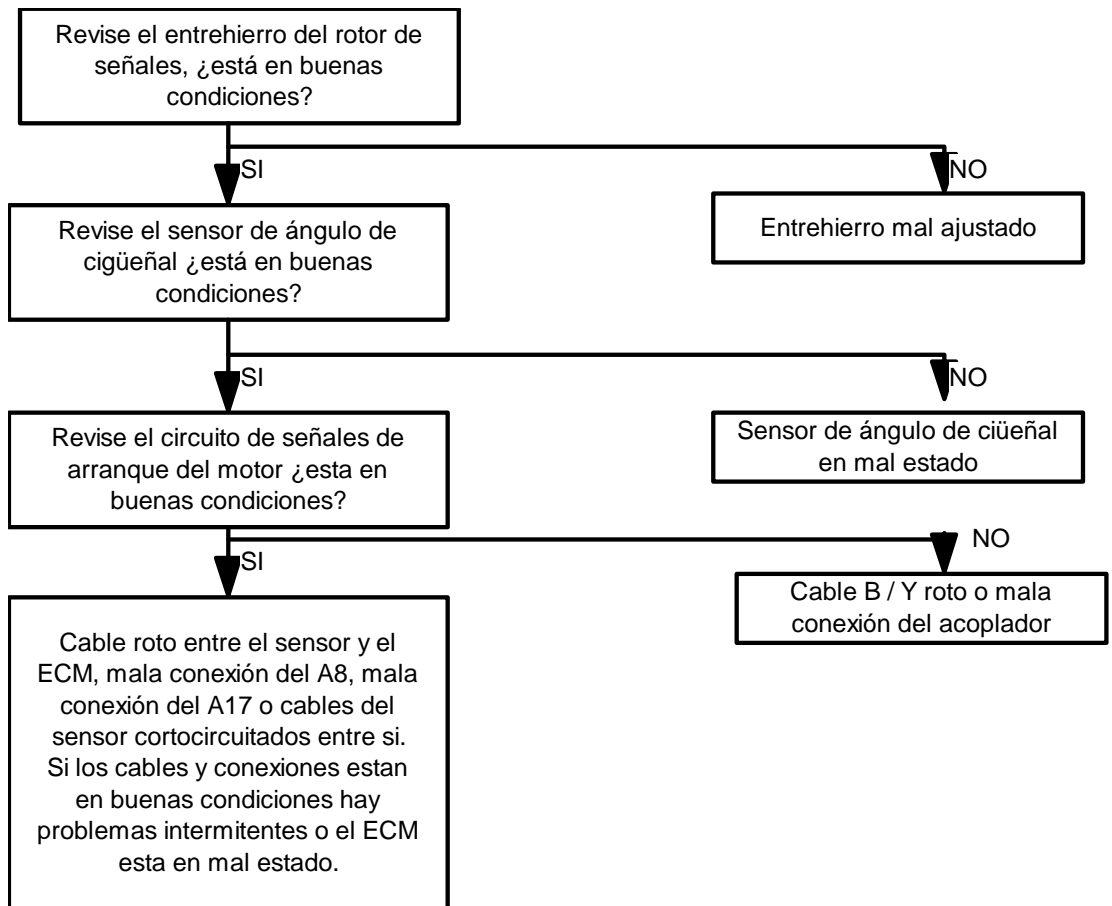 Revise el entrehierro del rotor de
señales, ¿está en buenas
condiciones?
SI
NO
Revise el sensor de ángulo de
cigüeñal ¿está en buenas
condiciones?
Entrehierro mal ajustado
SI
NO
Revise el circuito de señales de
arranque del motor ¿esta en
buenas condiciones?
Sensor de ángulo de ciüeñal
en mal estado
SI
NO
Cable roto entre el sensor y el
ECM, mala conexión del A8, mala
conexión del A17 o cables del
sensor cortocircuitados entre si.
Si los cables y conexiones estan
en buenas condiciones hay
problemas intermitentes o el ECM
esta en mal estado.
Cable B / Y roto o mala
conexión del acoplador